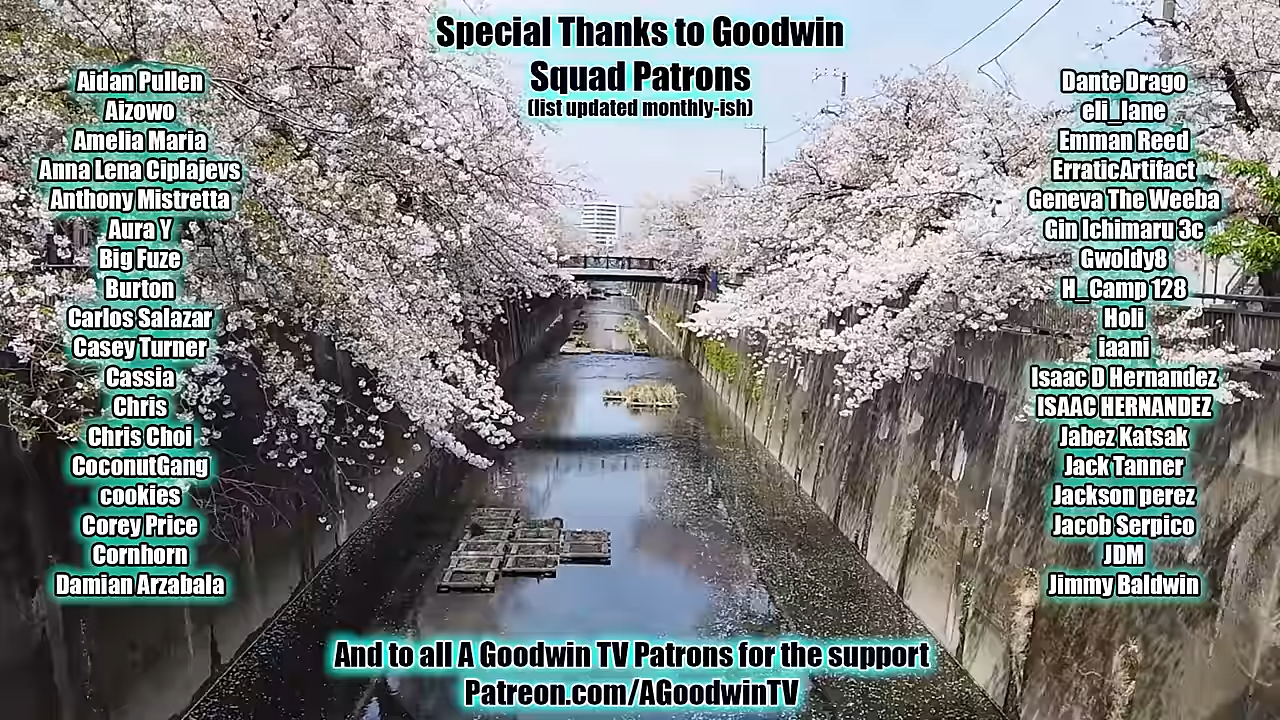 Special Thanks to Goodwin
Squad Patrons
(list updated monthly-ish)
Aidan Pullen
Aizowo
Amelia Maria
Anna Lena Ciplajevs
Anthony Mistretta
Aura Y
Big Fuze
Burton
Carlos Salazar
Casey Turner
Cassia
Chris
Chris Choi
CoconutGang
cookies
Corey Price
Cornhorn
Damian Arzabala
Dante Drago
eli_lane
Emman Reed
ErraticArtifact
Geneva The Weeba
Gin Ichimaru 3c
Gwoldy8
H_Camp 128
Holi
iaani
Isaac D Hernandez
ISAAC HERNANDEZ
Jabez Katsak
Jack Tanner
Jackson perez
Jacob Serpico
JDM
Jimmy Baldwin
And to all A Goodwin TV Patrons for the support
Patreon.com/AGoodwinTV